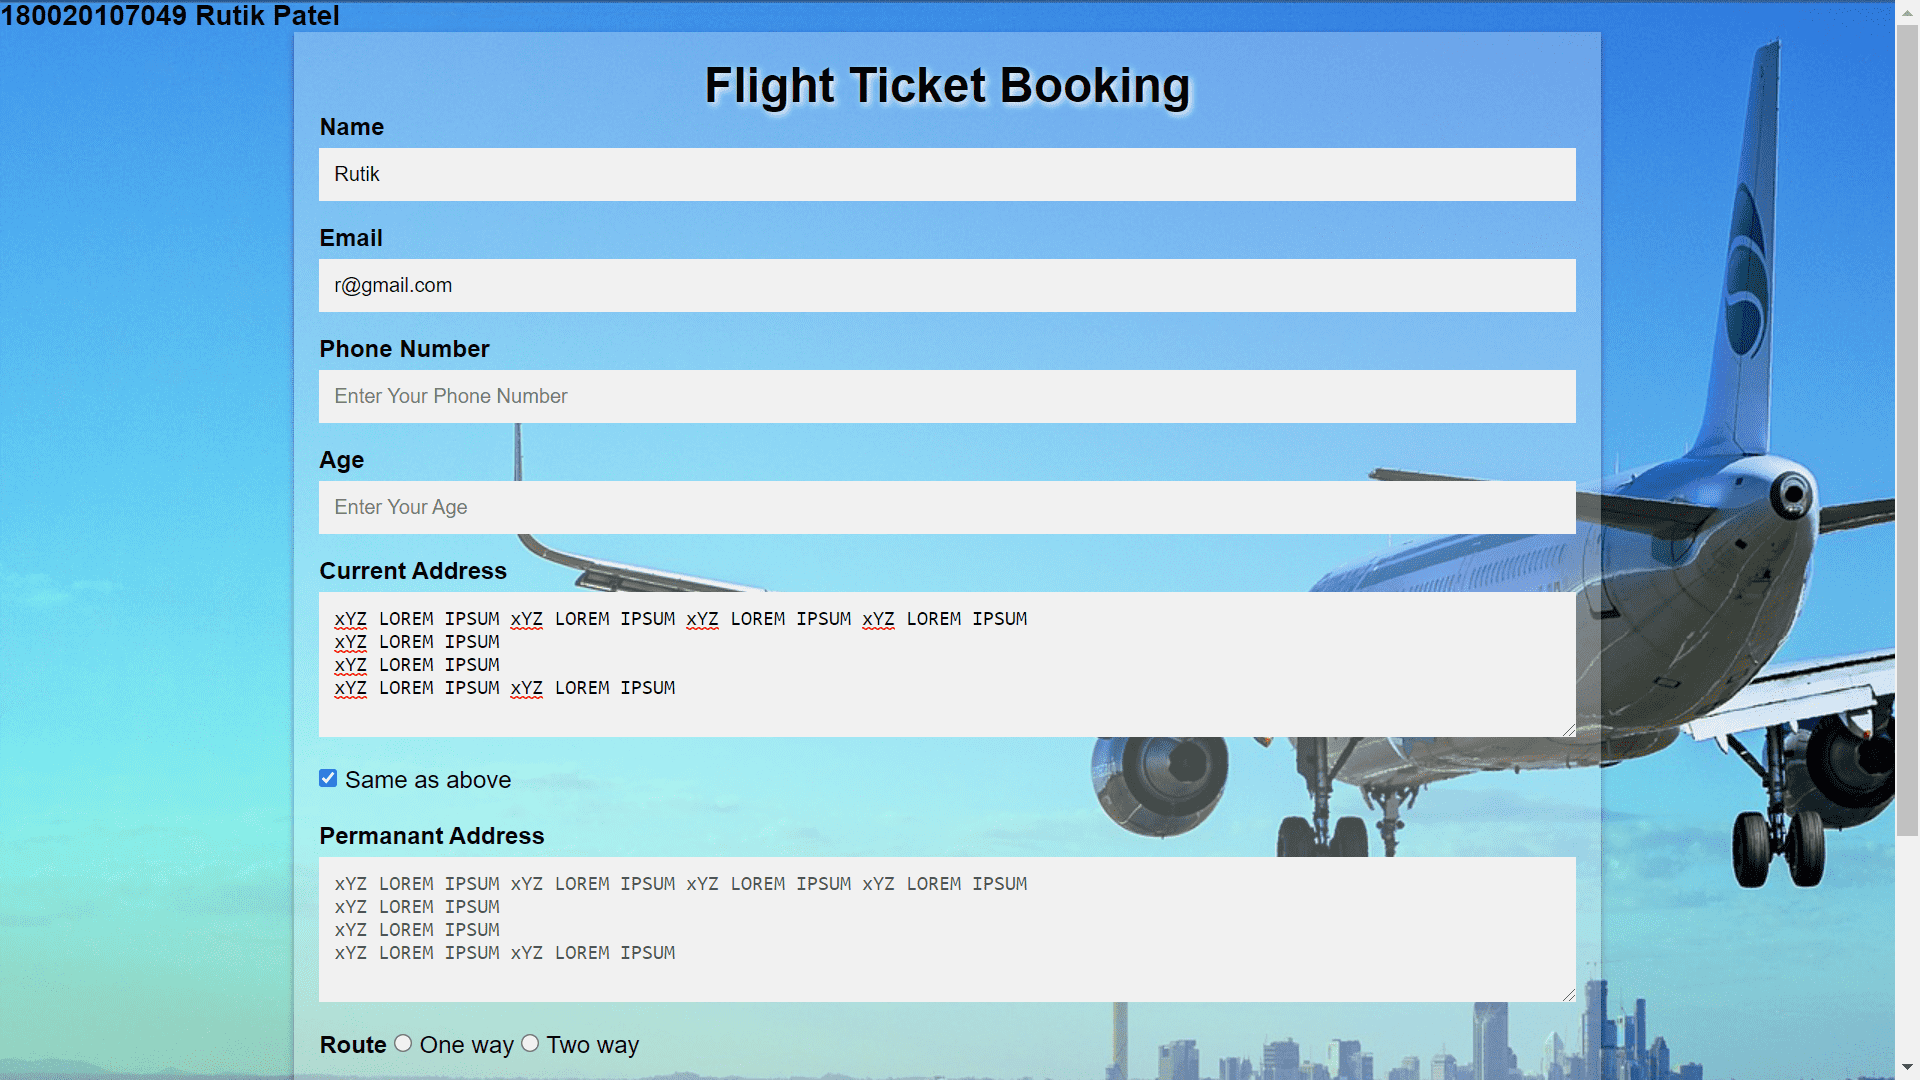 180020107049 Rutik Patel
Flight Ticket Booking
Name
Rutik
Email
r@gmail.com
Phone Number
Enter Your Phone Number
Age
Enter Your Age
Current Address
xYZ LOREM IPSUM xYZ LOREM IPSUM xYZ LOREM IPSUM xYZ LOREM IPSUM
xYZ LOREM IPSUM
xYZ LOREM IPSUM
xYZ LOREM IPSUM xYZ LOREM IPSUM
Same as above
Permanant Address
xYZ LOREM IPSUM xYZ LOREM IPSUM xYZ LOREM IPSUM xYZ LOREM IPSUM
xYZ LOREM IPSUM
xYZ LOREM IPSUM
xYZ LOREM IPSUM xYZ LOREM IPSUM
Route One way Two way